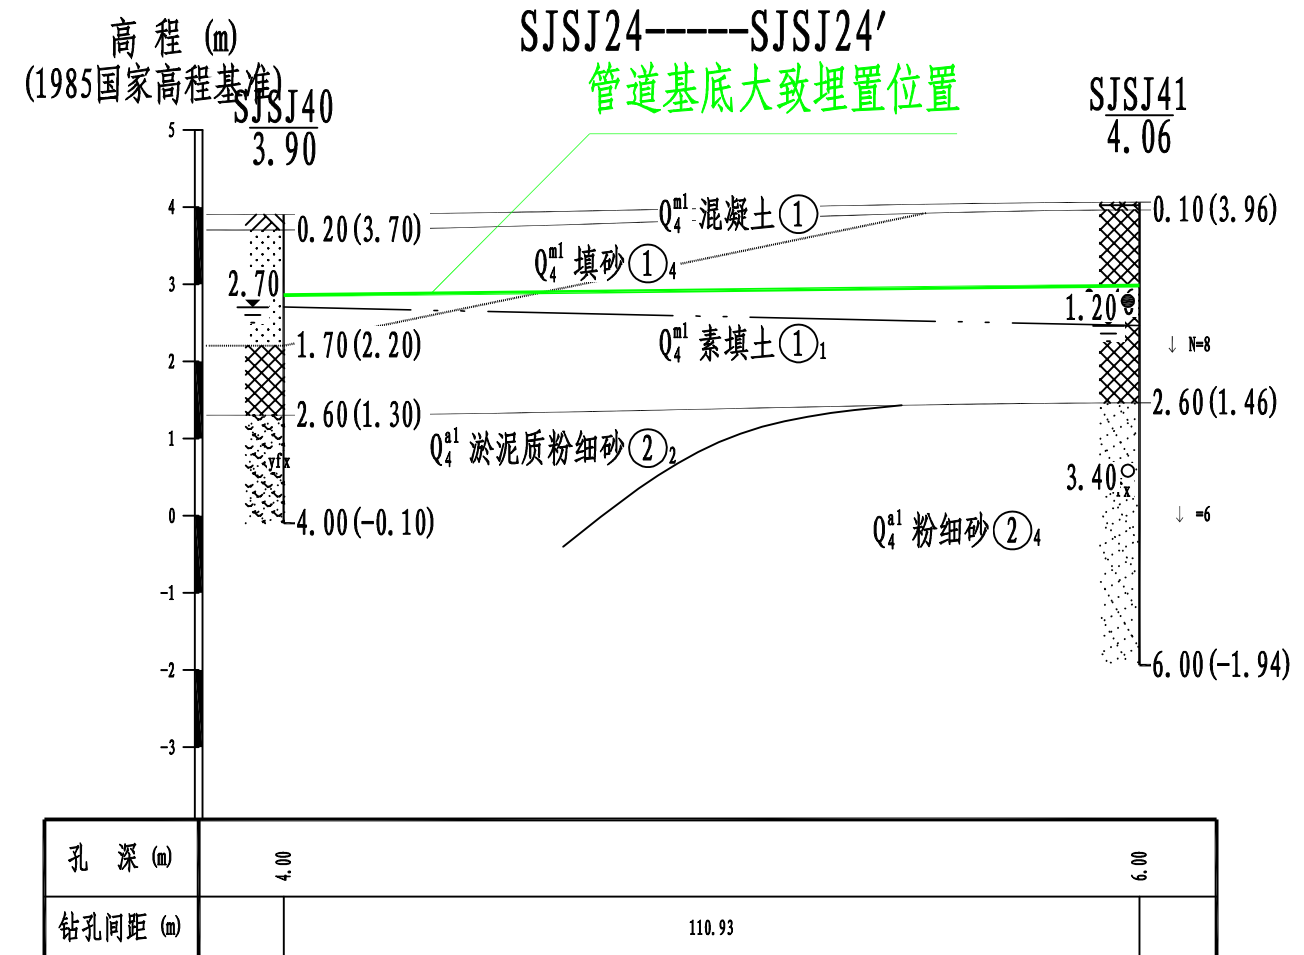 SJSJ24-----SJSJ24′
高 程 (m)
(1985国家高程基准)
管道基底大致埋置位置
SJSJ40
3.90
SJSJ41
4.06
5
4
3
2
1
0
-1
-2
-3
0.20(3.70)
2.70
1.70(2.20)
2.60(1.30)
yfx
4.00(-0.10)
Q4ml 混凝土①
Q4ml 填砂①4
Q4ml 素填土①1
Q4al 淤泥质粉细砂②2
Q4al 粉细砂②4
0.10(3.96)
1.20
N=8
2.60(1.46)
3.40
x
=6
6.00(-1.94)
孔 深 (m)
4.00
6.00
钻孔间距 (m)
110.93